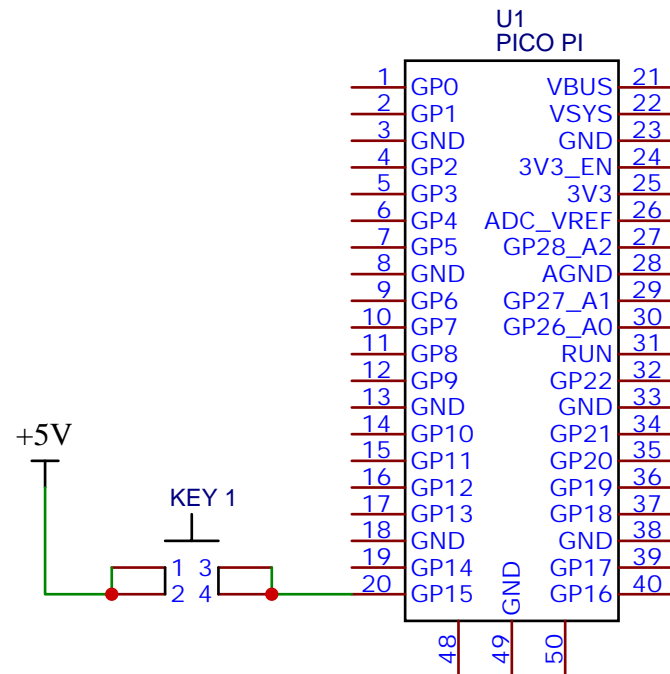 U1
PICO PI
1 GP0 VBUS 21
2 GP1 VSYS 22
3 GND GND 23
4 GP2 3V3_EN 24
5 GP3 3V3 25
6 GP4 ADC_VREF 26
7 GP5 GP28_A2 27
8 GND AGND 28
9 GP6 GP27_A1 29
10 GP7 GP26_A0 30
11 GP8 RUN 31
12 GP9 GP22 32
13 GND GND 33
14 GP10 GP21 34
15 GP11 GP20 35
16 GP12 GP19 36
17 GP13 GP18 37
18 GND GND 38
19 GP14 GP17 39
20 GP15 GP16 40
GND
48 49 50
+5V
KEY 1
1 3
2 4